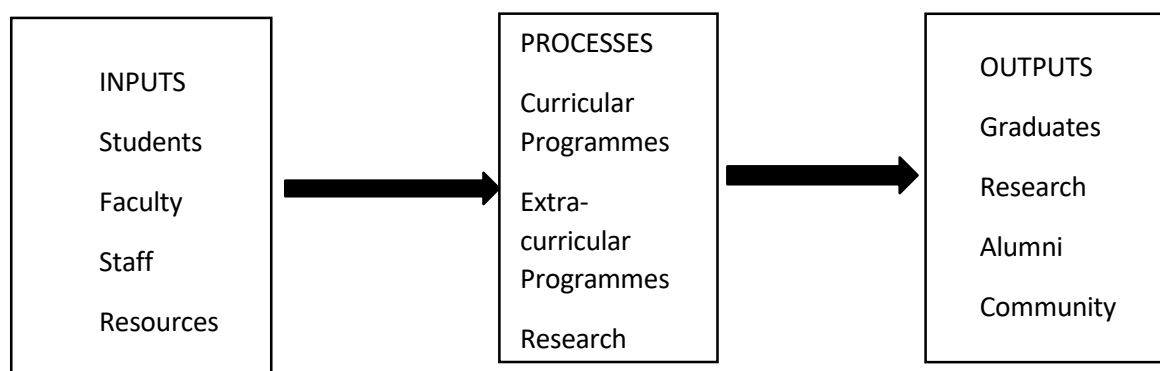 INPUTS
Students
Faculty
Staff
Resources
PROCESSES
Curricular
Programmes
Extra-
curricular
Programmes
Research
OUTPUTS
Graduates
Research
Alumni
Community